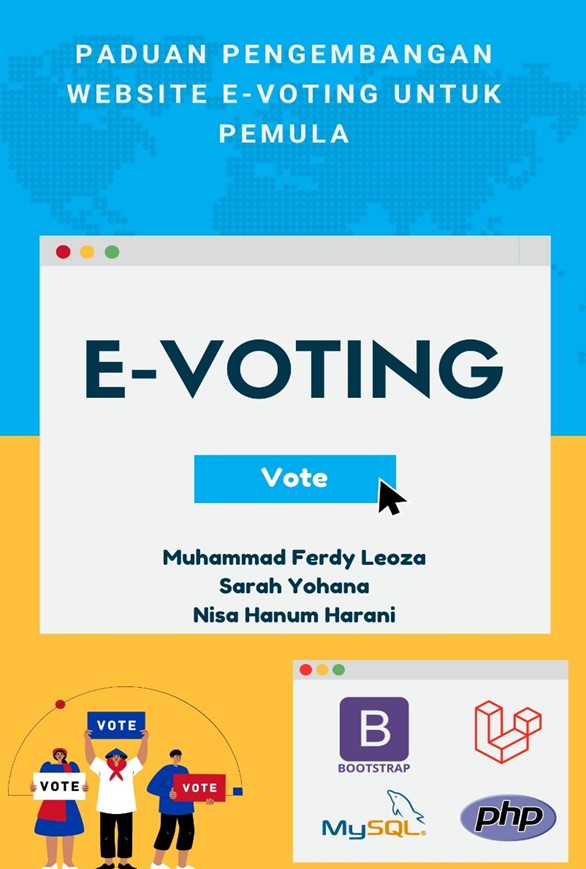 PADUAN PENGEMBANGAN
WEBSITE E-VOTING UNTUK
PEMULA
E-VOTING
Vote
Muhammad Ferdy Leoza
Sarah Yohana
Nisa Hanum Harani
VOTE
VOTE
VOTE
B
BOOTSTRAP
MySQL®
php